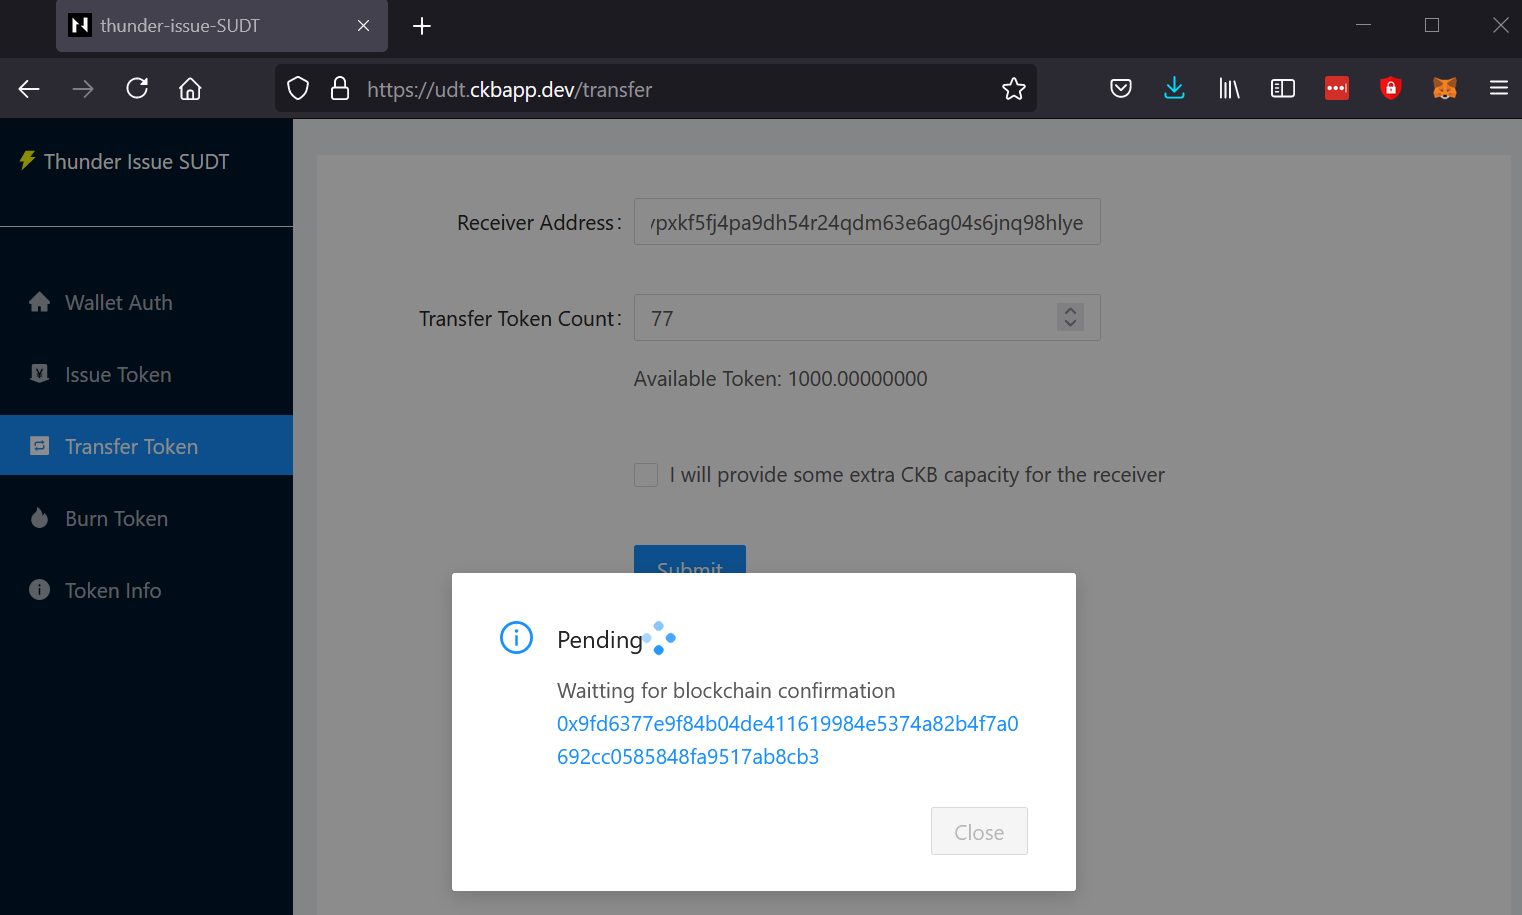 thunder-issue-SUDT
https://udt.ckbapp.dev/transfer
Thunder Issue SUDT
Wallet Auth
Issue Token
Transfer Token
Burn Token
Token Info
Receiver Address:
pxkf5fj4pa9dh54r24qdm63e6ag04s6jnq98hlye
Transfer Token Count:
77
Available Token: 1000.00000000
I will provide some extra CKB capacity for the receiver
Submit
Pending
Waitting for blockchain confirmation
0x9fd6377e9f84b04de411619984e5374a82b4f7a0
692cc0585848fa9517ab8cb3
Close